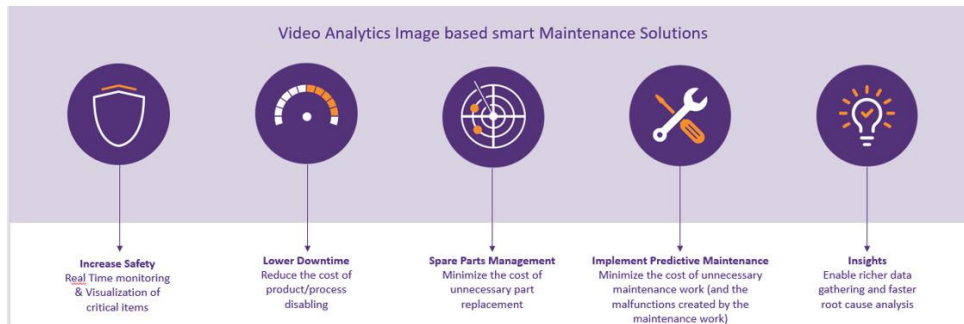 Video Analytics Image based smart Maintenance Solutions
Increase Safety
Real Time monitoring
& Visualization of
critical items
Lower Downtime
Reduce the cost of
product/process
disabling
Spare Parts Management
Minimize the cost of
unnecessary part
replacement
Implement Predictive Maintenance
Minimize the cost of unnecessary
maintenance work (and the
malfunctions created by the
maintenance work)
Insights
Enable richer data
gathering and faster
root cause analysis